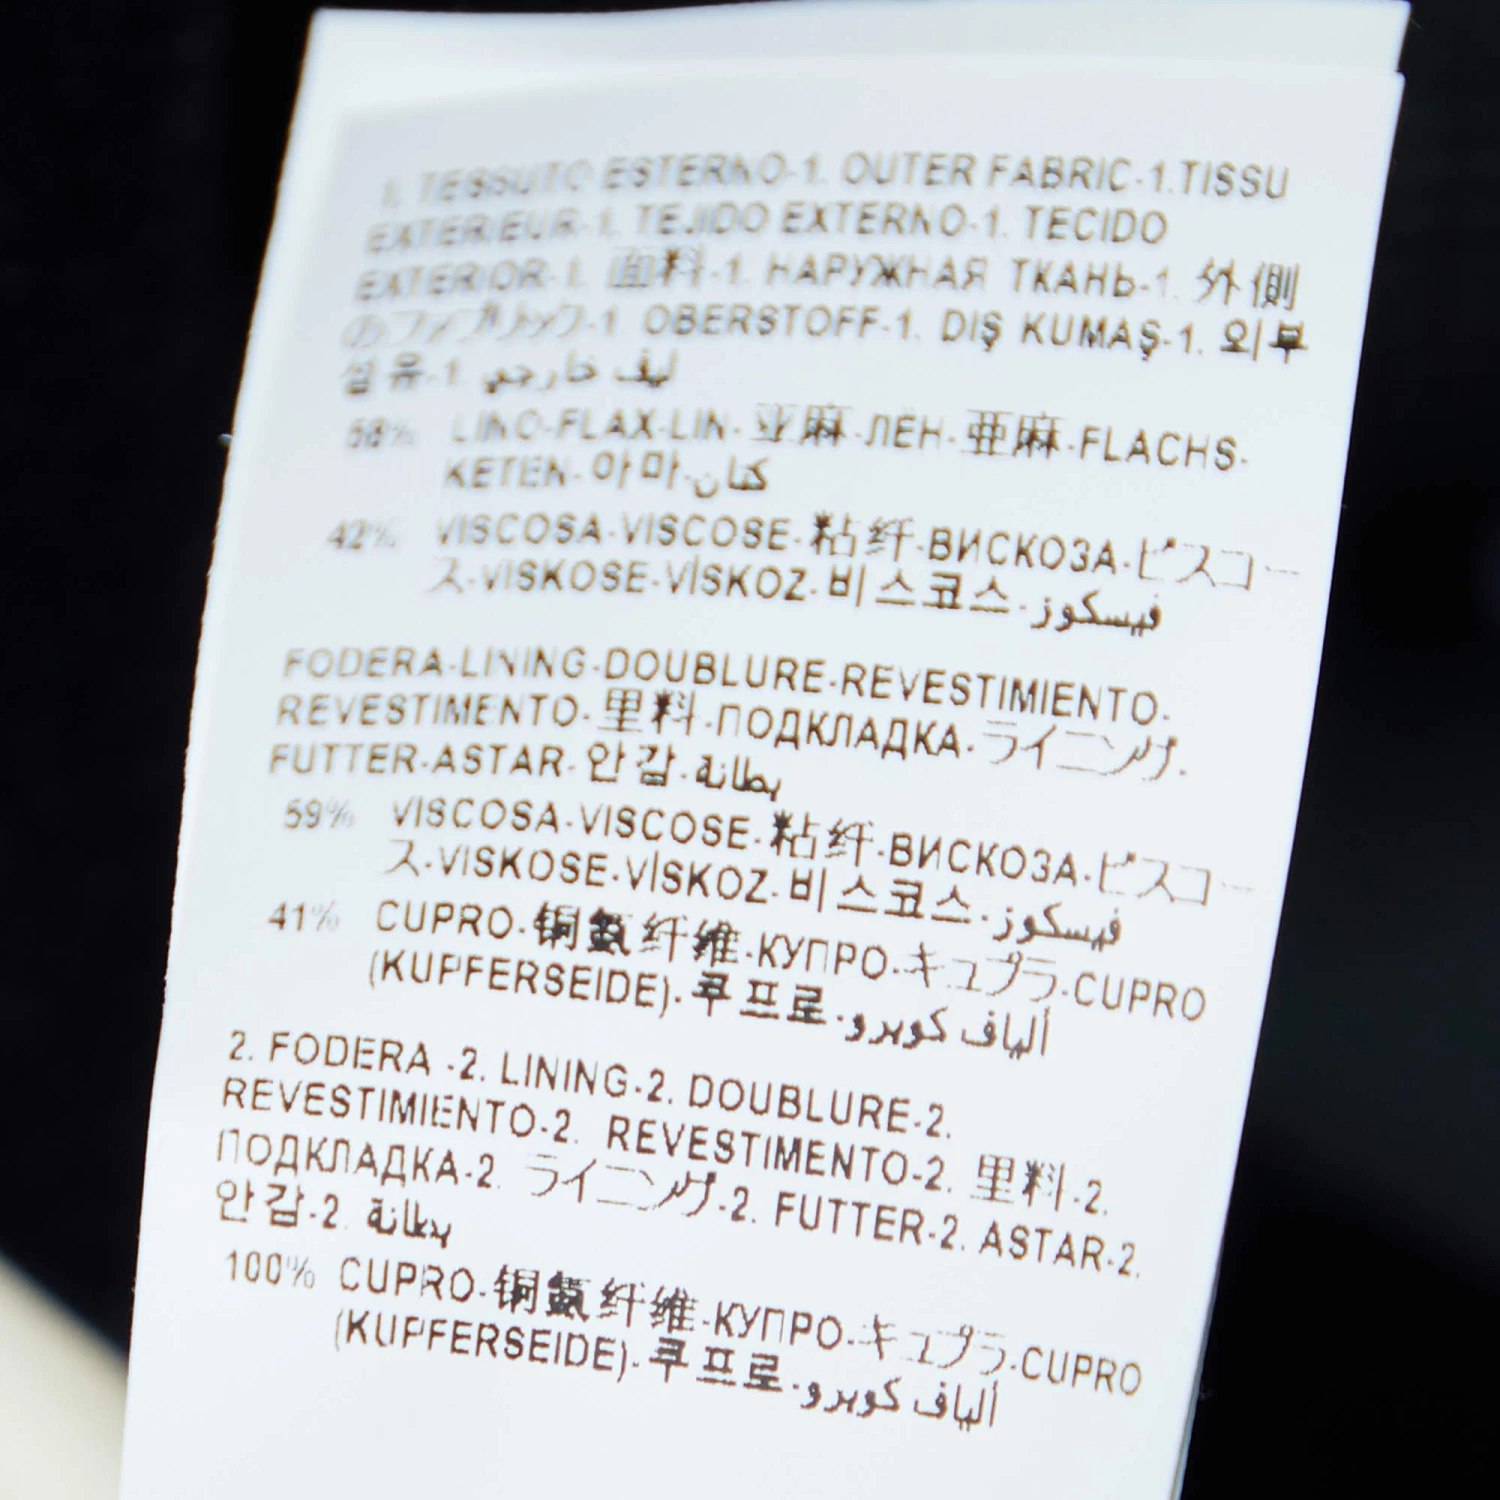 1. TESSUTO ESTERNO-1. OUTER FABRIC-1.TISSU
EXTERIEUR-1. TEJIDO EXTERNO-1. TECIDO
EXTERIOR-1. 面料-1. НАРУЖНАЯ ТКАНЬ-1. 外側
のファブリック-1. OBERSTOFF-1. DIŞ KUMAŞ-1. 외부
섬유-1. ليف خارجي
58% LINO-FLAX-LIN-亚麻-ЛЁН-亜麻-FLACHS-
KETEN-아마-كتان
42% VISCOSA-VISCOSE-粘纤-ВИСКОЗА-ビスコー
ス-VISKOSE-VİSKOZ-비스코스-فيسكوز
FODERA-LINING-DOUBLURE-REVESTIMIENTO-
REVESTIMENTO-里料-ПОДКЛАДКА-ライニング-
FUTTER-ASTAR-안감-بطانة
59% VISCOSA-VISCOSE-粘纤-ВИСКОЗА-ビスコー
ス-VISKOSE-VİSKOZ-비스코스-فيسكوز
41% CUPRO-铜氨纤维-КУПРО-キュプラ-CUPRO
(KUPFERSEIDE)-쿠프로-ألياف كوبرو
2. FODERA -2. LINING-2. DOUBLURE-2.
REVESTIMIENTO-2. REVESTIMENTO-2. 里料-2.
ПОДКЛАДКА-2. ライニング-2. FUTTER-2. ASTAR-2.
안감-2. بطانة
100% CUPRO-铜氨纤维-КУПРО-キュプラ-CUPRO
(KUPFERSEIDE)-쿠프로-ألياف كوبرو